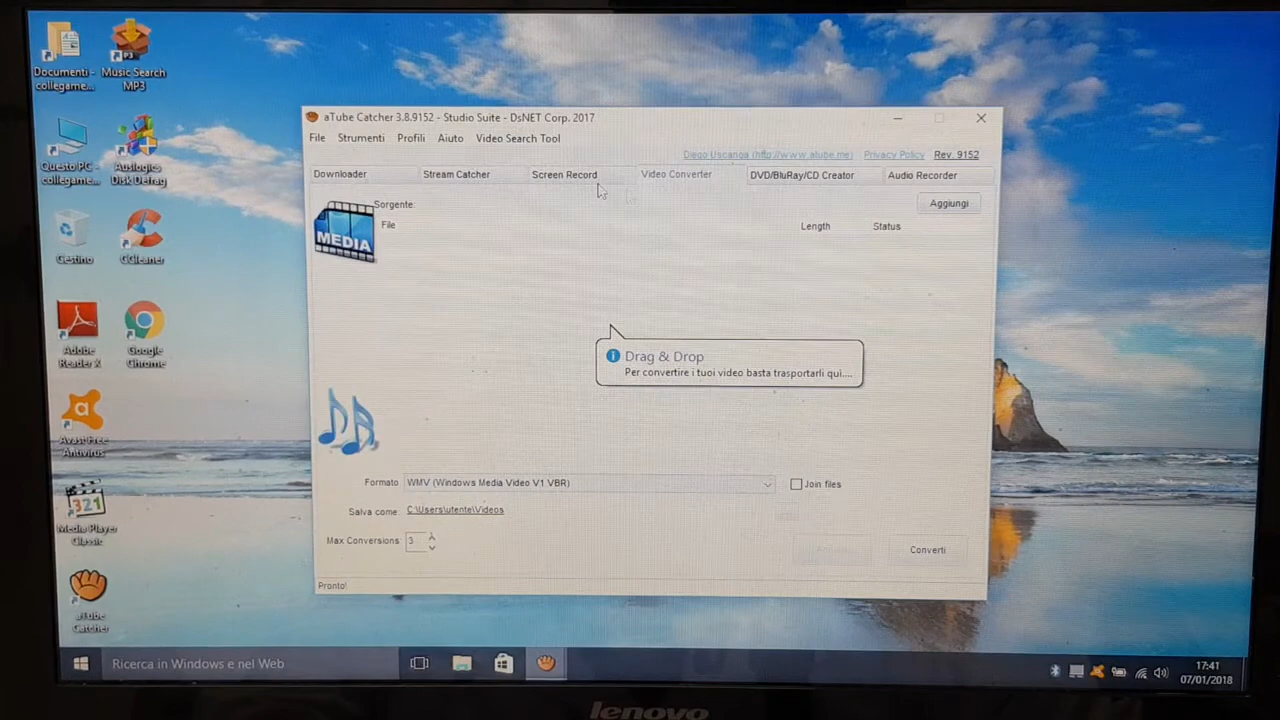 Documenti -
collegame...
Music Search
MP3
Questo PC -
collegame...
Auslogics
Disk Defrag
Cestino
CCleaner
Adobe
Reader X
Google
Chrome
Avast Free
Antivirus
321
Media Player
Classic
aTube
Catcher
aTube Catcher 3.8.9152 - Studio Suite - DsNET Corp. 2017
File Strumenti Profili Aiuto Video Search Tool
Diego Uscanga (http://www.atube.me) Privacy Policy Rev. 9152
Downloader Stream Catcher Screen Record Video Converter DVD/BluRay/CD Creator Audio Recorder
Sorgente: Aggiungi
File Length Status
MEDIA
Drag & Drop
Per convertire i tuoi video basta trasportarli qui....
Formato WMV (Windows Media Video V1 VBR) Join files
Salva come: C:\Users\utente\Videos
Max Conversions: 3
Converti
Pronto!
Ricerca in Windows e nel Web
17:41
07/01/2018
lenovo